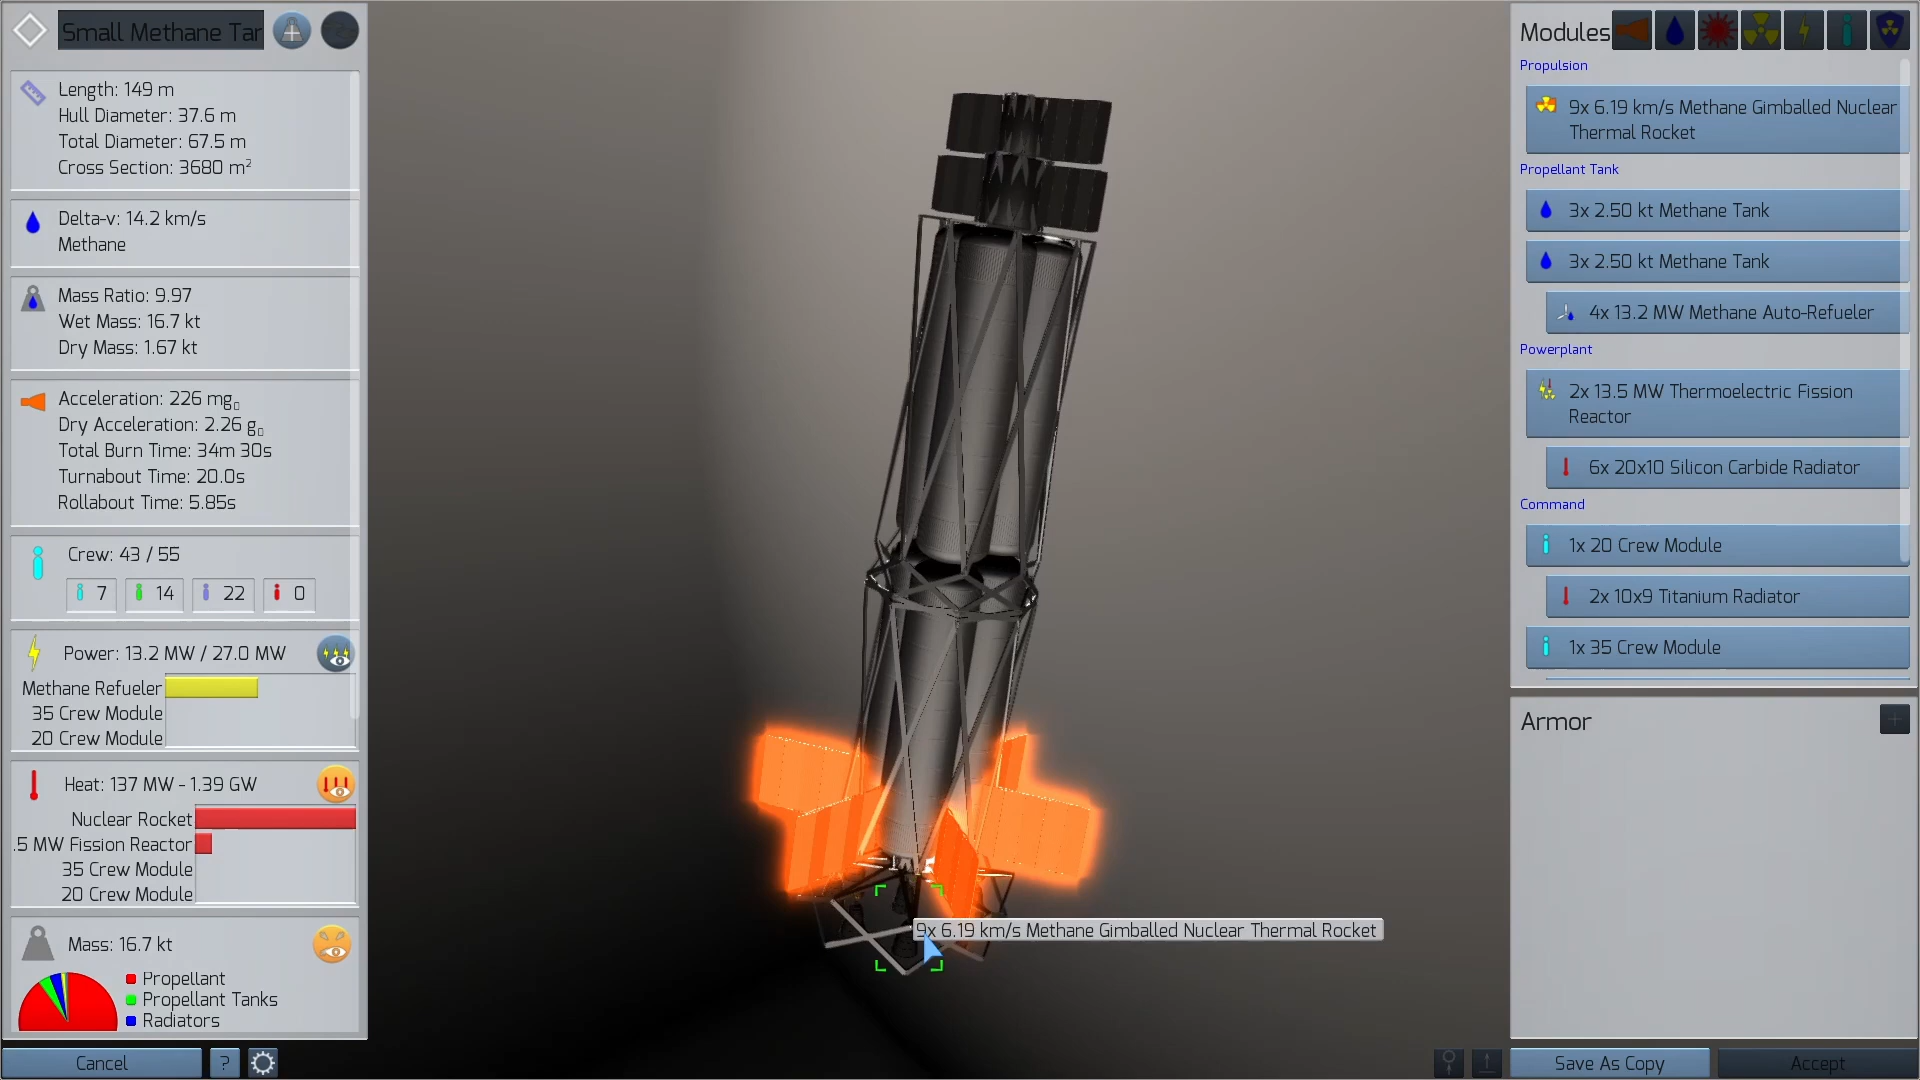 Small Methane Tar
Length: 149 m
Hull Diameter: 37.6 m
Total Diameter: 67.5 m
Cross Section: 3680 m²
Delta-v: 14.2 km/s
Methane
Mass Ratio: 9.97
Wet Mass: 16.7 kt
Dry Mass: 1.67 kt
Acceleration: 226 mg▯
Dry Acceleration: 2.26 g▯
Total Burn Time: 34m 30s
Turnabout Time: 20.0s
Rollabout Time: 5.85s
Crew: 43 / 55
7 14 22 0
Power: 13.2 MW / 27.0 MW
Methane Refueler
35 Crew Module
20 Crew Module
Heat: 137 MW - 1.39 GW
Nuclear Rocket
.5 MW Fission Reactor
35 Crew Module
20 Crew Module
Mass: 16.7 kt
Propellant
Propellant Tanks
Radiators
Cancel
?
9x 6.19 km/s Methane Gimballed Nuclear Thermal Rocket
Modules
Propulsion
9x 6.19 km/s Methane Gimballed Nuclear
Thermal Rocket
Propellant Tank
3x 2.50 kt Methane Tank
3x 2.50 kt Methane Tank
4x 13.2 MW Methane Auto-Refueler
Powerplant
2x 13.5 MW Thermoelectric Fission
Reactor
6x 20x10 Silicon Carbide Radiator
Command
1x 20 Crew Module
2x 10x9 Titanium Radiator
1x 35 Crew Module
Armor
+
Save As Copy
Accept